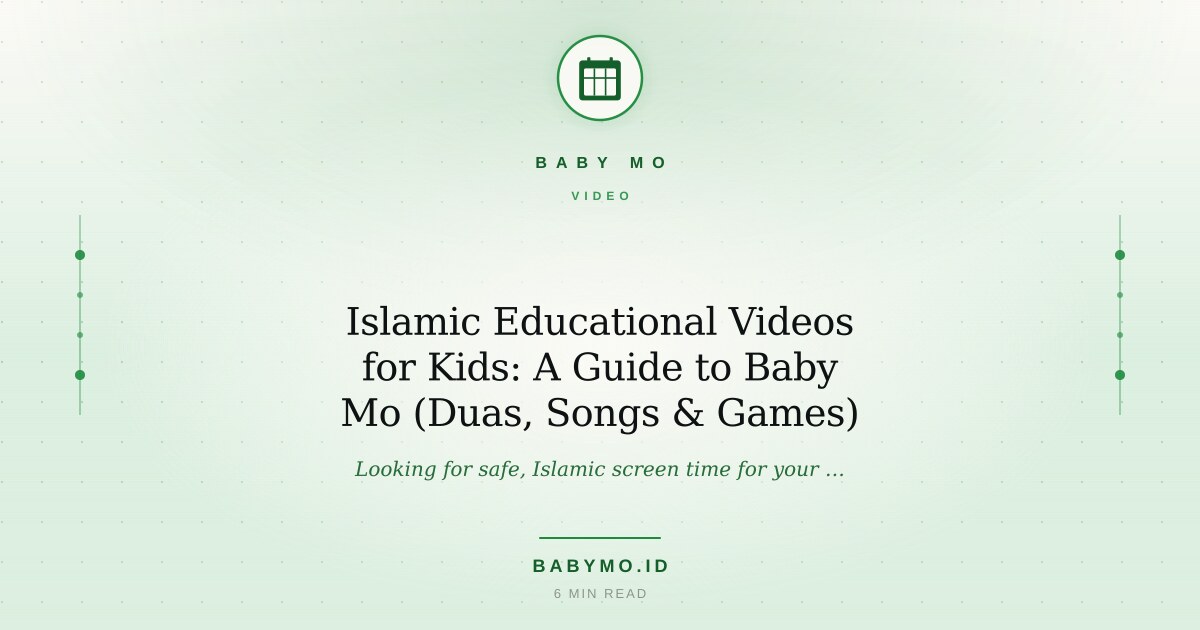 BABY MO
VIDEO
Islamic Educational Videos
for Kids: A Guide to Baby
Mo (Duas, Songs & Games)
Looking for safe, Islamic screen time for your ...
BABYMO.ID
6 MIN READ